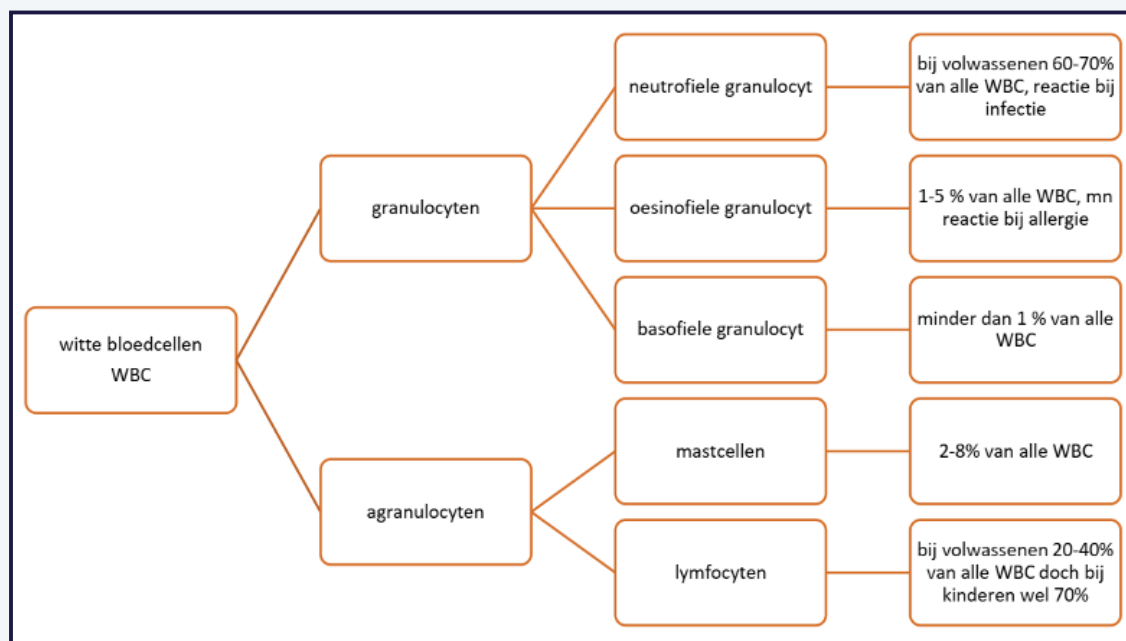 witte bloedcellen
WBC
granulocyten
agranulocyten
neutrofiele granulocyt
oesinofiele granulocyt
basofiele granulocyt
mastcellen
lymfocyten
bij volwassenen 60-70%
van alle WBC, reactie bij
infectie
1-5 % van alle WBC, mn
reactie bij allergie
minder dan 1 % van alle
WBC
2-8% van alle WBC
bij volwassenen 20-40%
van alle WBC doch bij
kinderen wel 70%